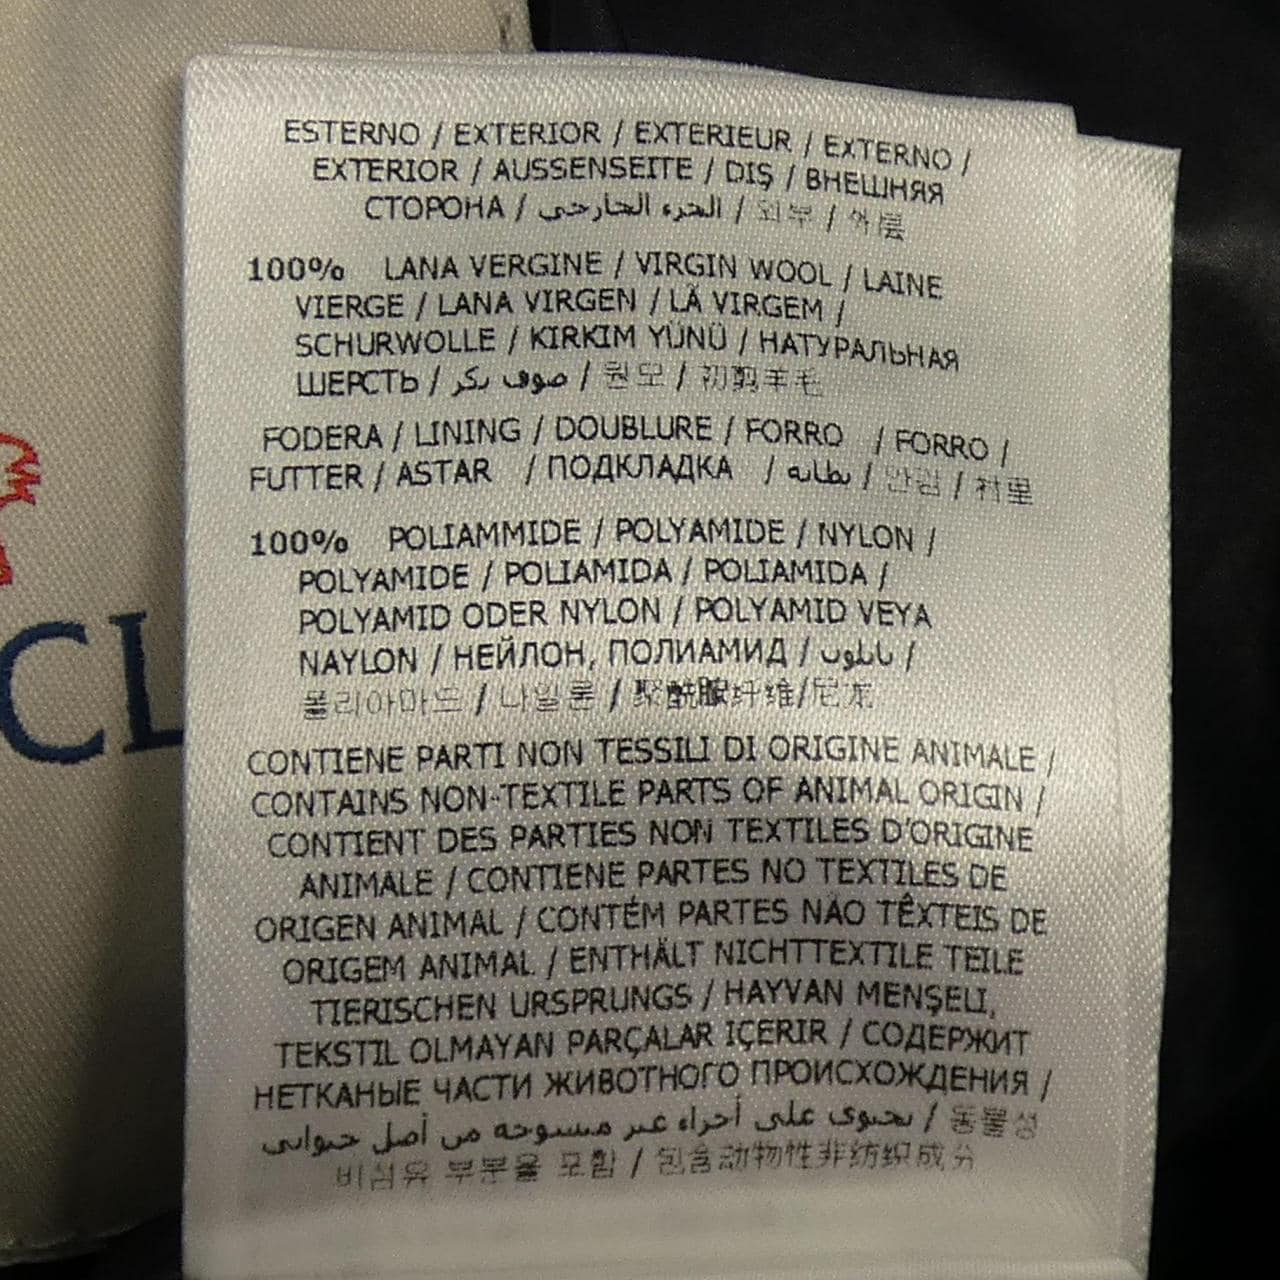 ESTERNO / EXTERIOR / EXTERIEUR / EXTERNO /
EXTERIOR / AUSSENSEITE / DIŞ / ВНЕШНЯЯ
СТОРОНА / الجزء الخارجي / 외부 / 外层
100% LANA VERGINE / VIRGIN WOOL / LAINE
VIERGE / LANA VIRGEN / LÃ VIRGEM /
SCHURWOLLE / KIRKIM YÜNÜ / НАТУРАЛЬНАЯ
ШЕРСТЬ / صوف بكر / 원모 / 初剪羊毛
FODERA / LINING / DOUBLURE / FORRO / FORRO /
FUTTER / ASTAR / ПОДКЛАДКА / بطانه / 안감 / 衬里
100% POLIAMMIDE / POLYAMIDE / NYLON /
POLYAMIDE / POLIAMIDA / POLIAMIDA /
POLYAMID ODER NYLON / POLYAMID VEYA
NAYLON / НЕЙЛОН, ПОЛИАМИД / نايلون /
폴리아마드 / 나일론 / 聚酰胺纤维/尼龙
CONTIENE PARTI NON TESSILI DI ORIGINE ANIMALE /
CONTAINS NON-TEXTILE PARTS OF ANIMAL ORIGIN /
CONTIENT DES PARTIES NON TEXTILES D'ORIGINE
ANIMALE / CONTIENE PARTES NO TEXTILES DE
ORIGEN ANIMAL / CONTÉM PARTES NÃO TÊXTEIS DE
ORIGEM ANIMAL / ENTHÄLT NICHTTEXTILE TEILE
TIERISCHEN URSPRUNGS / HAYVAN MENŞELI,
TEKSTIL OLMAYAN PARÇALAR IÇERIR / СОДЕРЖИТ
НЕТКАНЫЕ ЧАСТИ ЖИВОТНОГО ПРОИСХОЖДЕНИЯ /
يحتوي على أجزاء غير منسوجه من أصل حيواني / 동물성
비섬유 부분을 포함 / 包含动物性非纺织成分
CL